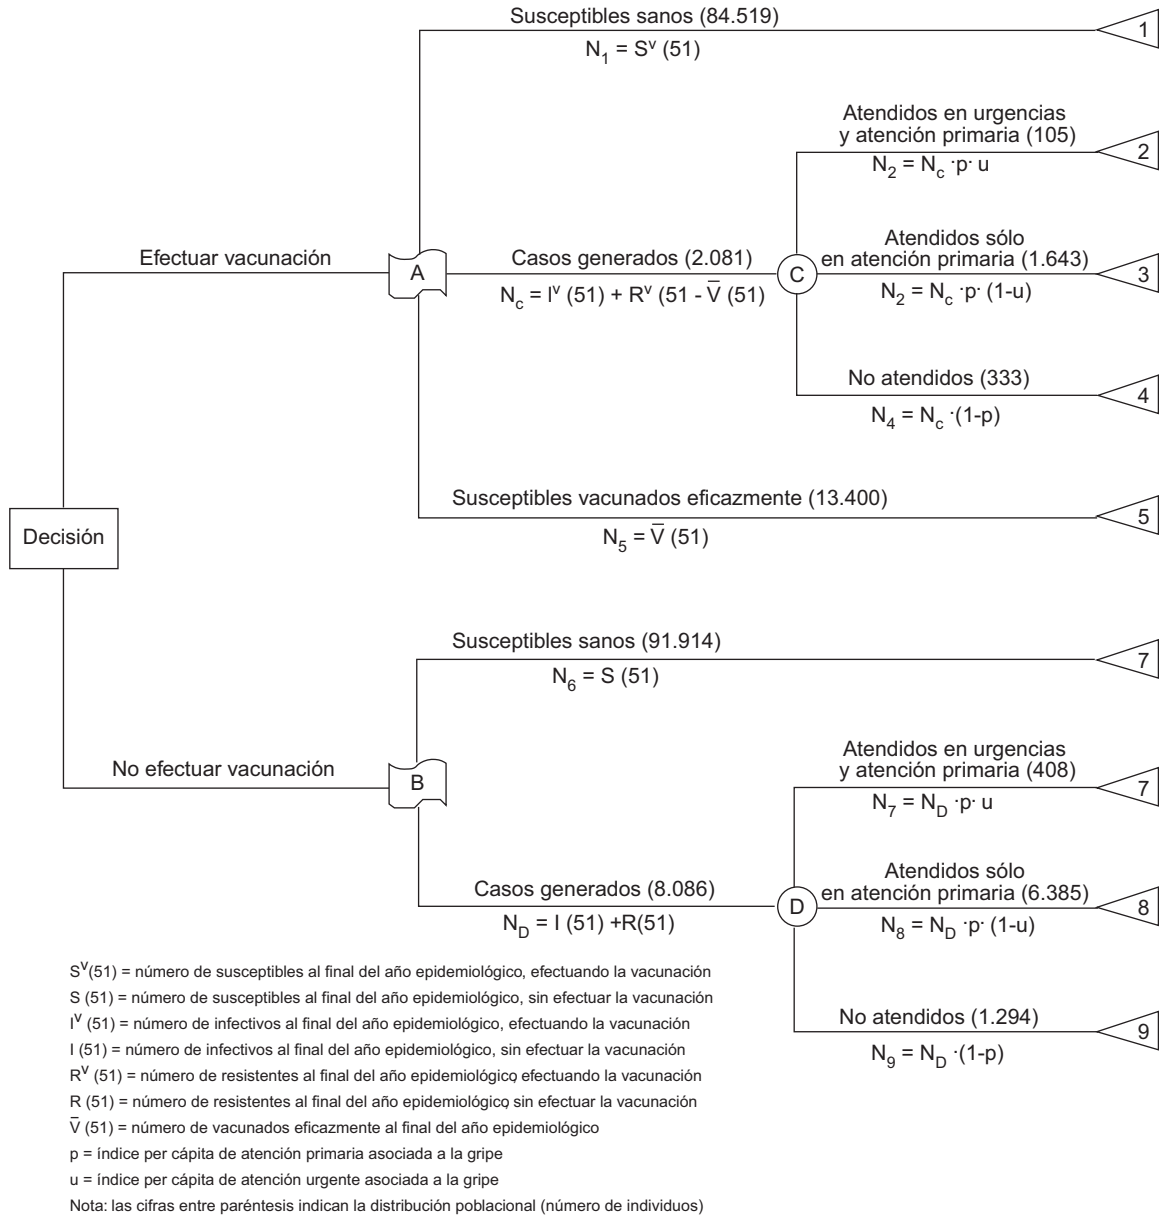 Susceptibles sanos (84.519)
N1 = Sv (51)
1
Atendidos en urgencias
y atención primaria (105)
N2 = Nc ·p· u
2
Efectuar vacunación
A
Casos generados (2.081)
Nc = Iv (51) + Rv (51 - V̄ (51)
C
Atendidos sólo
en atención primaria (1.643)
N2 = Nc ·p· (1-u)
3
No atendidos (333)
N4 = Nc ·(1-p)
4
Susceptibles vacunados eficazmente (13.400)
N5 = V̄ (51)
5
Decisión
Susceptibles sanos (91.914)
N6 = S (51)
7
No efectuar vacunación
B
Atendidos en urgencias
y atención primaria (408)
N7 = ND ·p· u
7
Casos generados (8.086)
ND = I (51) +R(51)
D
Atendidos sólo
en atención primaria (6.385)
N8 = ND ·p· (1-u)
8
No atendidos (1.294)
N9 = ND ·(1-p)
9
Sv(51) = número de susceptibles al final del año epidemiológico, efectuando la vacunación
S (51) = número de susceptibles al final del año epidemiológico, sin efectuar la vacunación
Iv (51) = número de infectivos al final del año epidemiológico, efectuando la vacunación
I (51) = número de infectivos al final del año epidemiológico, sin efectuar la vacunación
Rv (51) = número de resistentes al final del año epidemiológico, efectuando la vacunación
R (51) = número de resistentes al final del año epidemiológico, sin efectuar la vacunación
V̄ (51) = número de vacunados eficazmente al final del año epidemiológico
p = índice per cápita de atención primaria asociada a la gripe
u = índice per cápita de atención urgente asociada a la gripe
Nota: las cifras entre paréntesis indican la distribución poblacional (número de individuos)